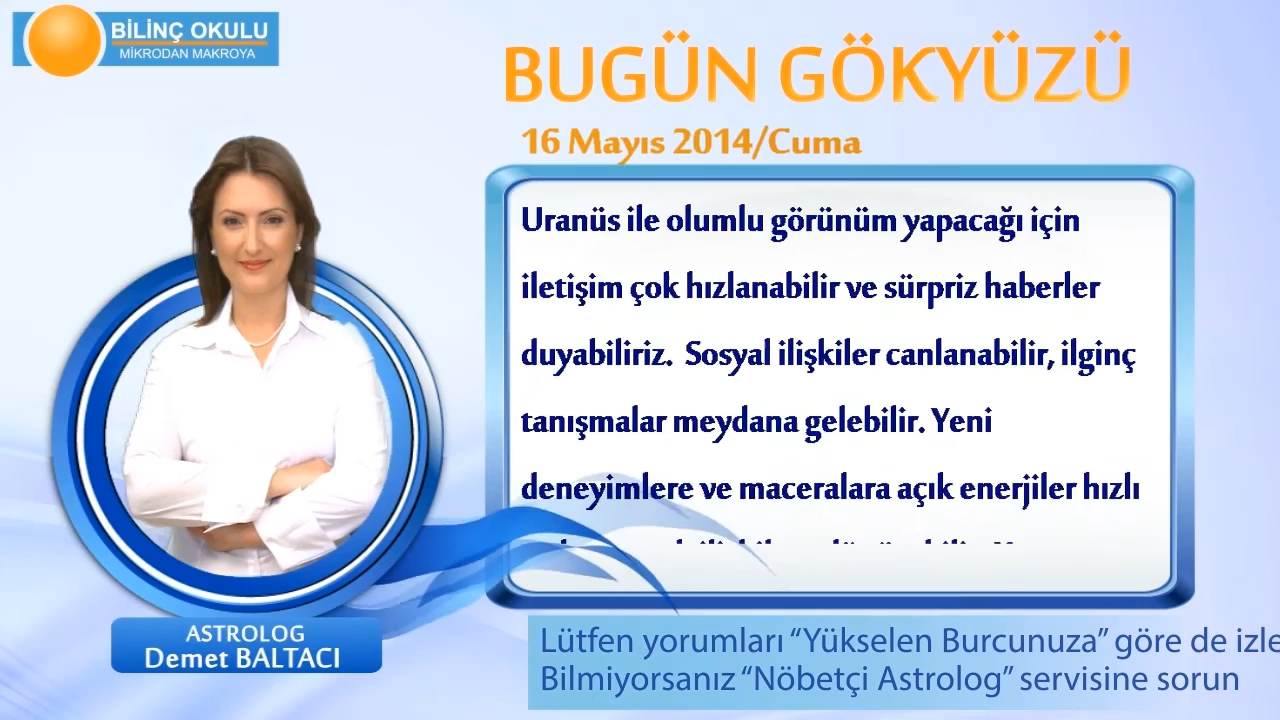 BİLİNÇ OKULU
MİKRODAN MAKROYA
BUGÜN GÖKYÜZÜ
16 Mayıs 2014/Cuma
Uranüs ile olumlu görünüm yapacağı için
iletişim çok hızlanabilir ve sürpriz haberler
duyabiliriz. Sosyal ilişkiler canlanabilir, ilginç
tanışmalar meydana gelebilir. Yeni
deneyimlere ve maceralara açık enerjiler hızlı
ASTROLOG
Demet BALTACI
Lütfen yorumları “Yükselen Burcunuza” göre de izle
Bilmiyorsanız “Nöbetçi Astrolog” servisine sorun